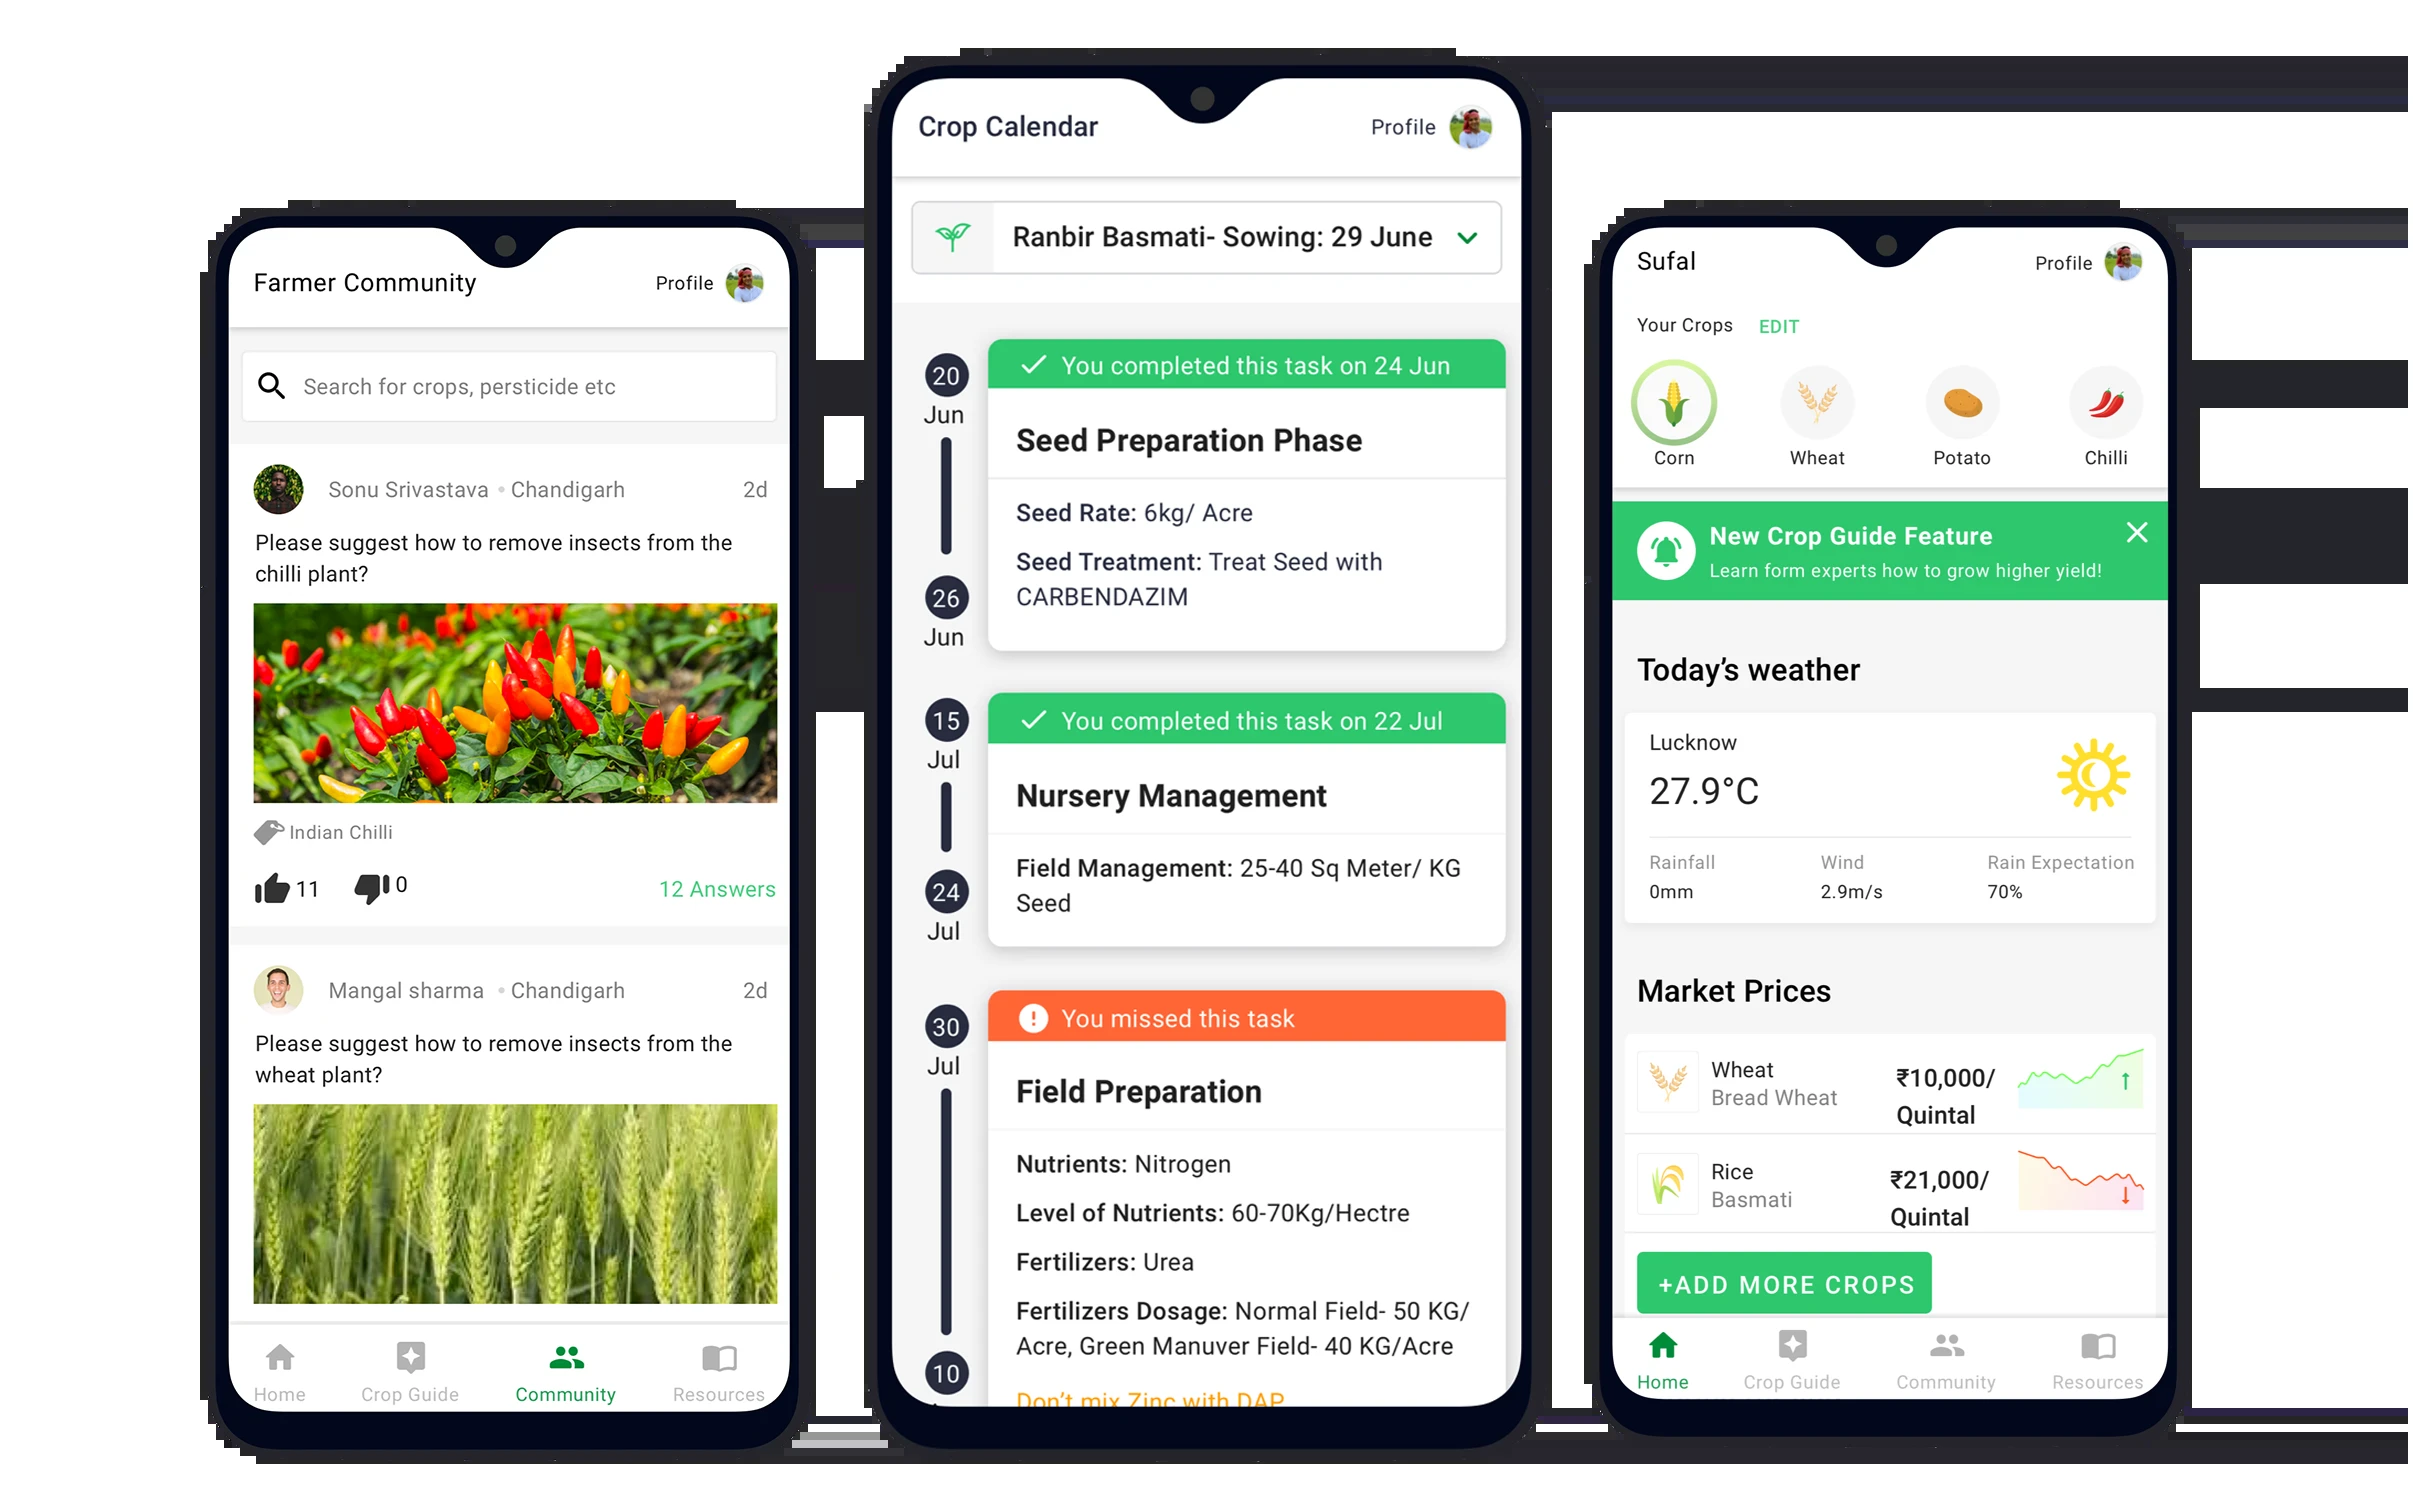 Farmer Community
Profile
Search for crops, persticide etc
Sonu Srivastava • Chandigarh
2d
Please suggest how to remove insects from the
chilli plant?
Indian Chilli
11
0
12 Answers
Mangal sharma • Chandigarh
2d
Please suggest how to remove insects from the
wheat plant?
Home
Crop Guide
Community
Resources
Crop Calendar
Profile
Ranbir Basmati- Sowing: 29 June
20
Jun
26
Jun
You completed this task on 24 Jun
Seed Preparation Phase
Seed Rate: 6kg/ Acre
Seed Treatment: Treat Seed with
CARBENDAZIM
15
Jul
24
Jul
You completed this task on 22 Jul
Nursery Management
Field Management: 25-40 Sq Meter/ KG
Seed
30
Jul
10
You missed this task
Field Preparation
Nutrients: Nitrogen
Level of Nutrients: 60-70Kg/Hectre
Fertilizers: Urea
Fertilizers Dosage: Normal Field- 50 KG/
Acre, Green Manuver Field- 40 KG/Acre
Don't mix Zinc with DAP
Sufal
Profile
Your Crops
EDIT
Corn
Wheat
Potato
Chilli
New Crop Guide Feature
Learn form experts how to grow higher yield!
Today's weather
Lucknow
27.9°C
Rainfall
0mm
Wind
2.9m/s
Rain Expectation
70%
Market Prices
Wheat
Bread Wheat
₹10,000/
Quintal
Rice
Basmati
₹21,000/
Quintal
+ADD MORE CROPS
Home
Crop Guide
Community
Resources